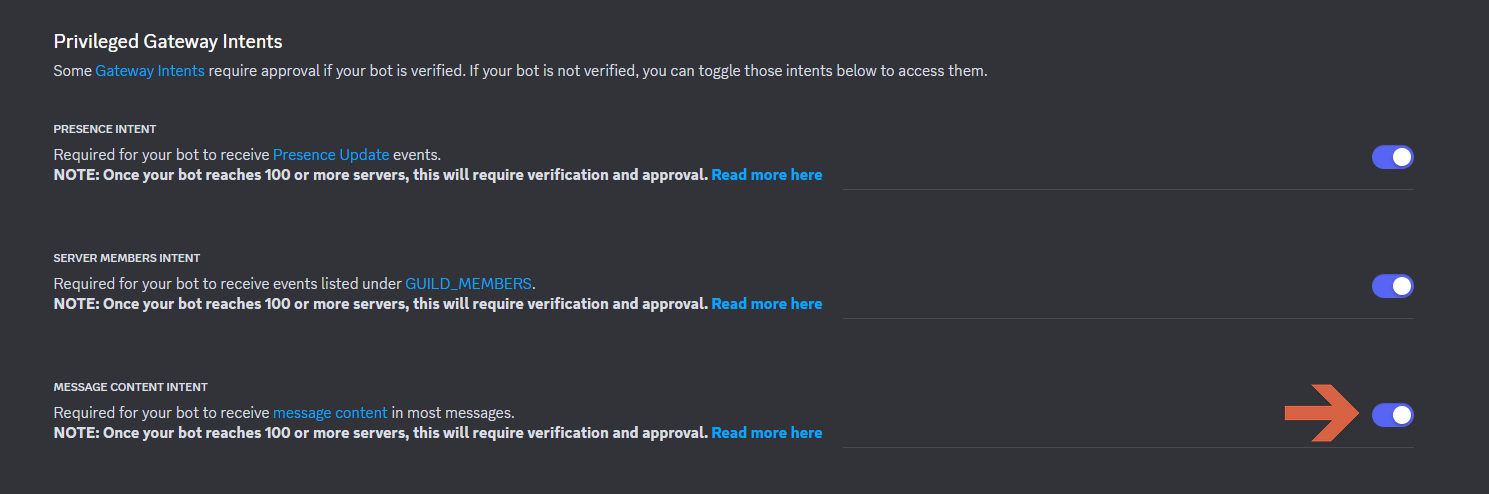 Privileged Gateway Intents
Some Gateway Intents require approval if your bot is verified. If your bot is not verified, you can toggle those intents below to access them.
PRESENCE INTENT
Required for your bot to receive Presence Update events.
NOTE: Once your bot reaches 100 or more servers, this will require verification and approval. Read more here
SERVER MEMBERS INTENT
Required for your bot to receive events listed under GUILD_MEMBERS.
NOTE: Once your bot reaches 100 or more servers, this will require verification and approval. Read more here
MESSAGE CONTENT INTENT
Required for your bot to receive message content in most messages.
NOTE: Once your bot reaches 100 or more servers, this will require verification and approval. Read more here